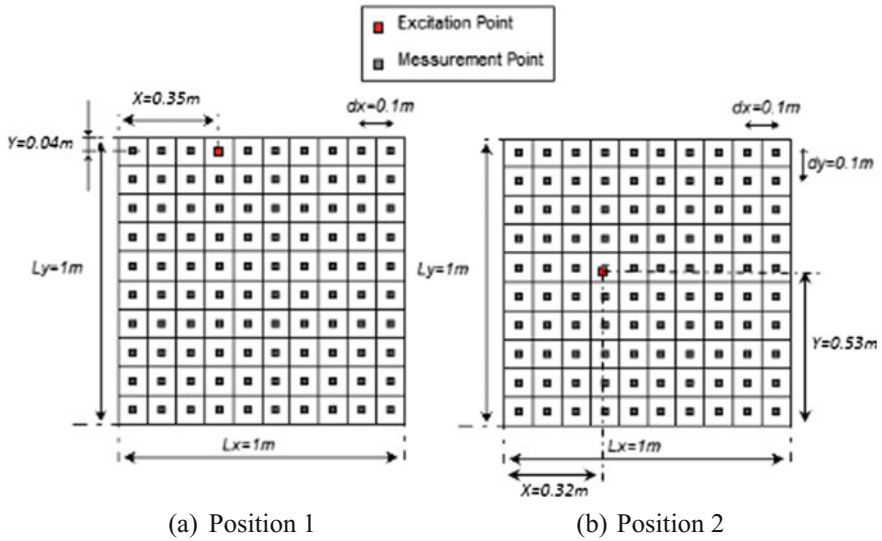 Excitation Point
Messurement Point
X=0.35m
dx=0.1m
Y=0.04m
Ly=1m
Lx=1m
dx=0.1m
dy=0.1m
Ly=1m
Y=0.53m
Lx=1m
X=0.32m
(a) Position 1
(b) Position 2